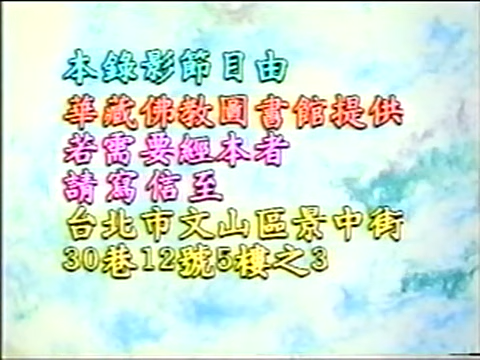 本錄影節目由
華藏佛教圖書館提供
若需要經本者
請寫信至
台北市文山區景中街
30巷12號5樓之3